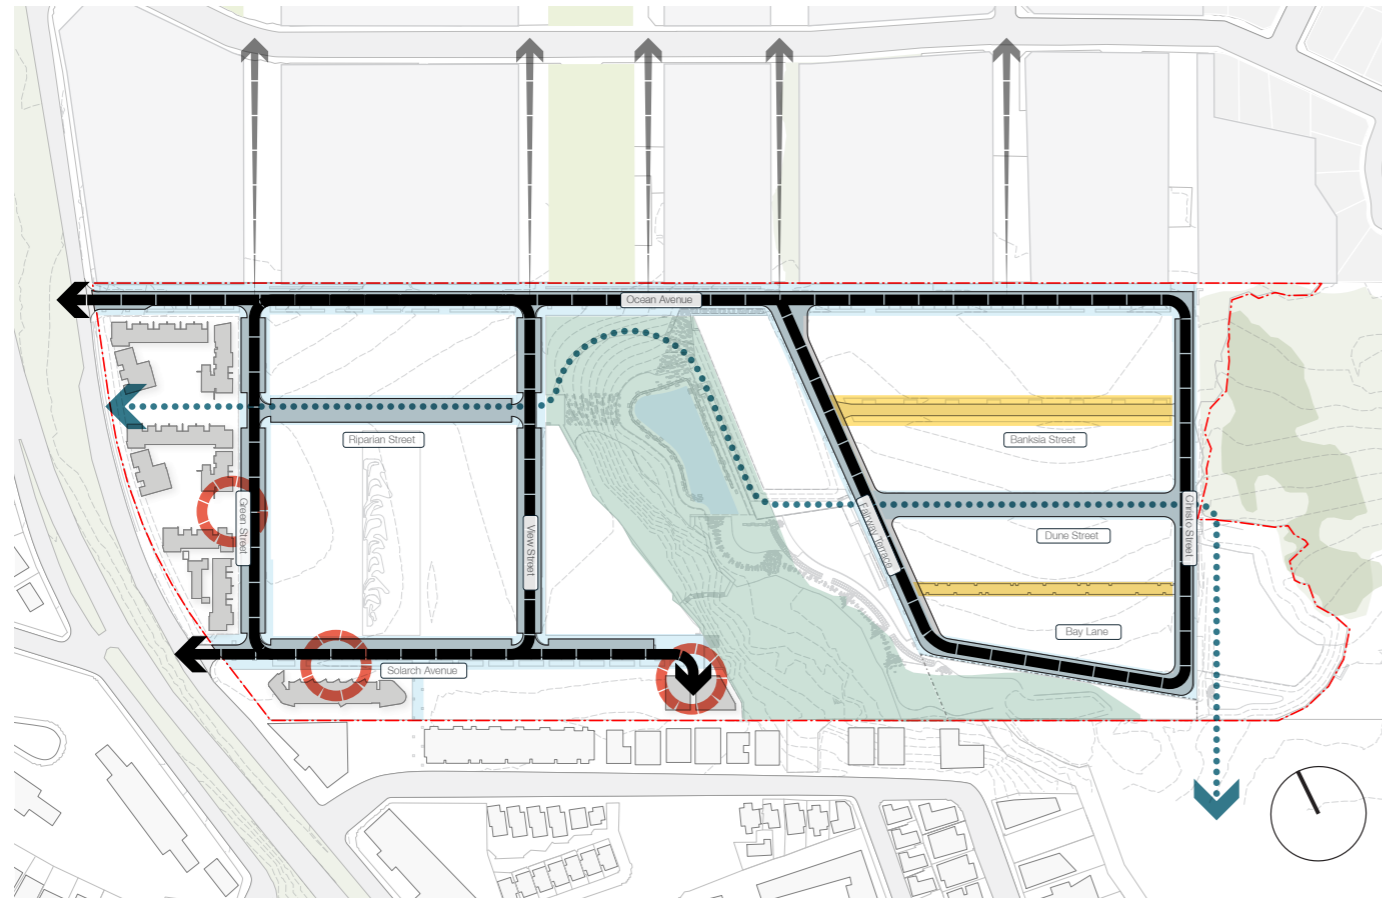 Ocean Avenue
Riparian Street
Banksia Street
Green Street
View Street
Fairway Terrace
Christo Street
Dune Street
Bay Lane
Solarch Avenue